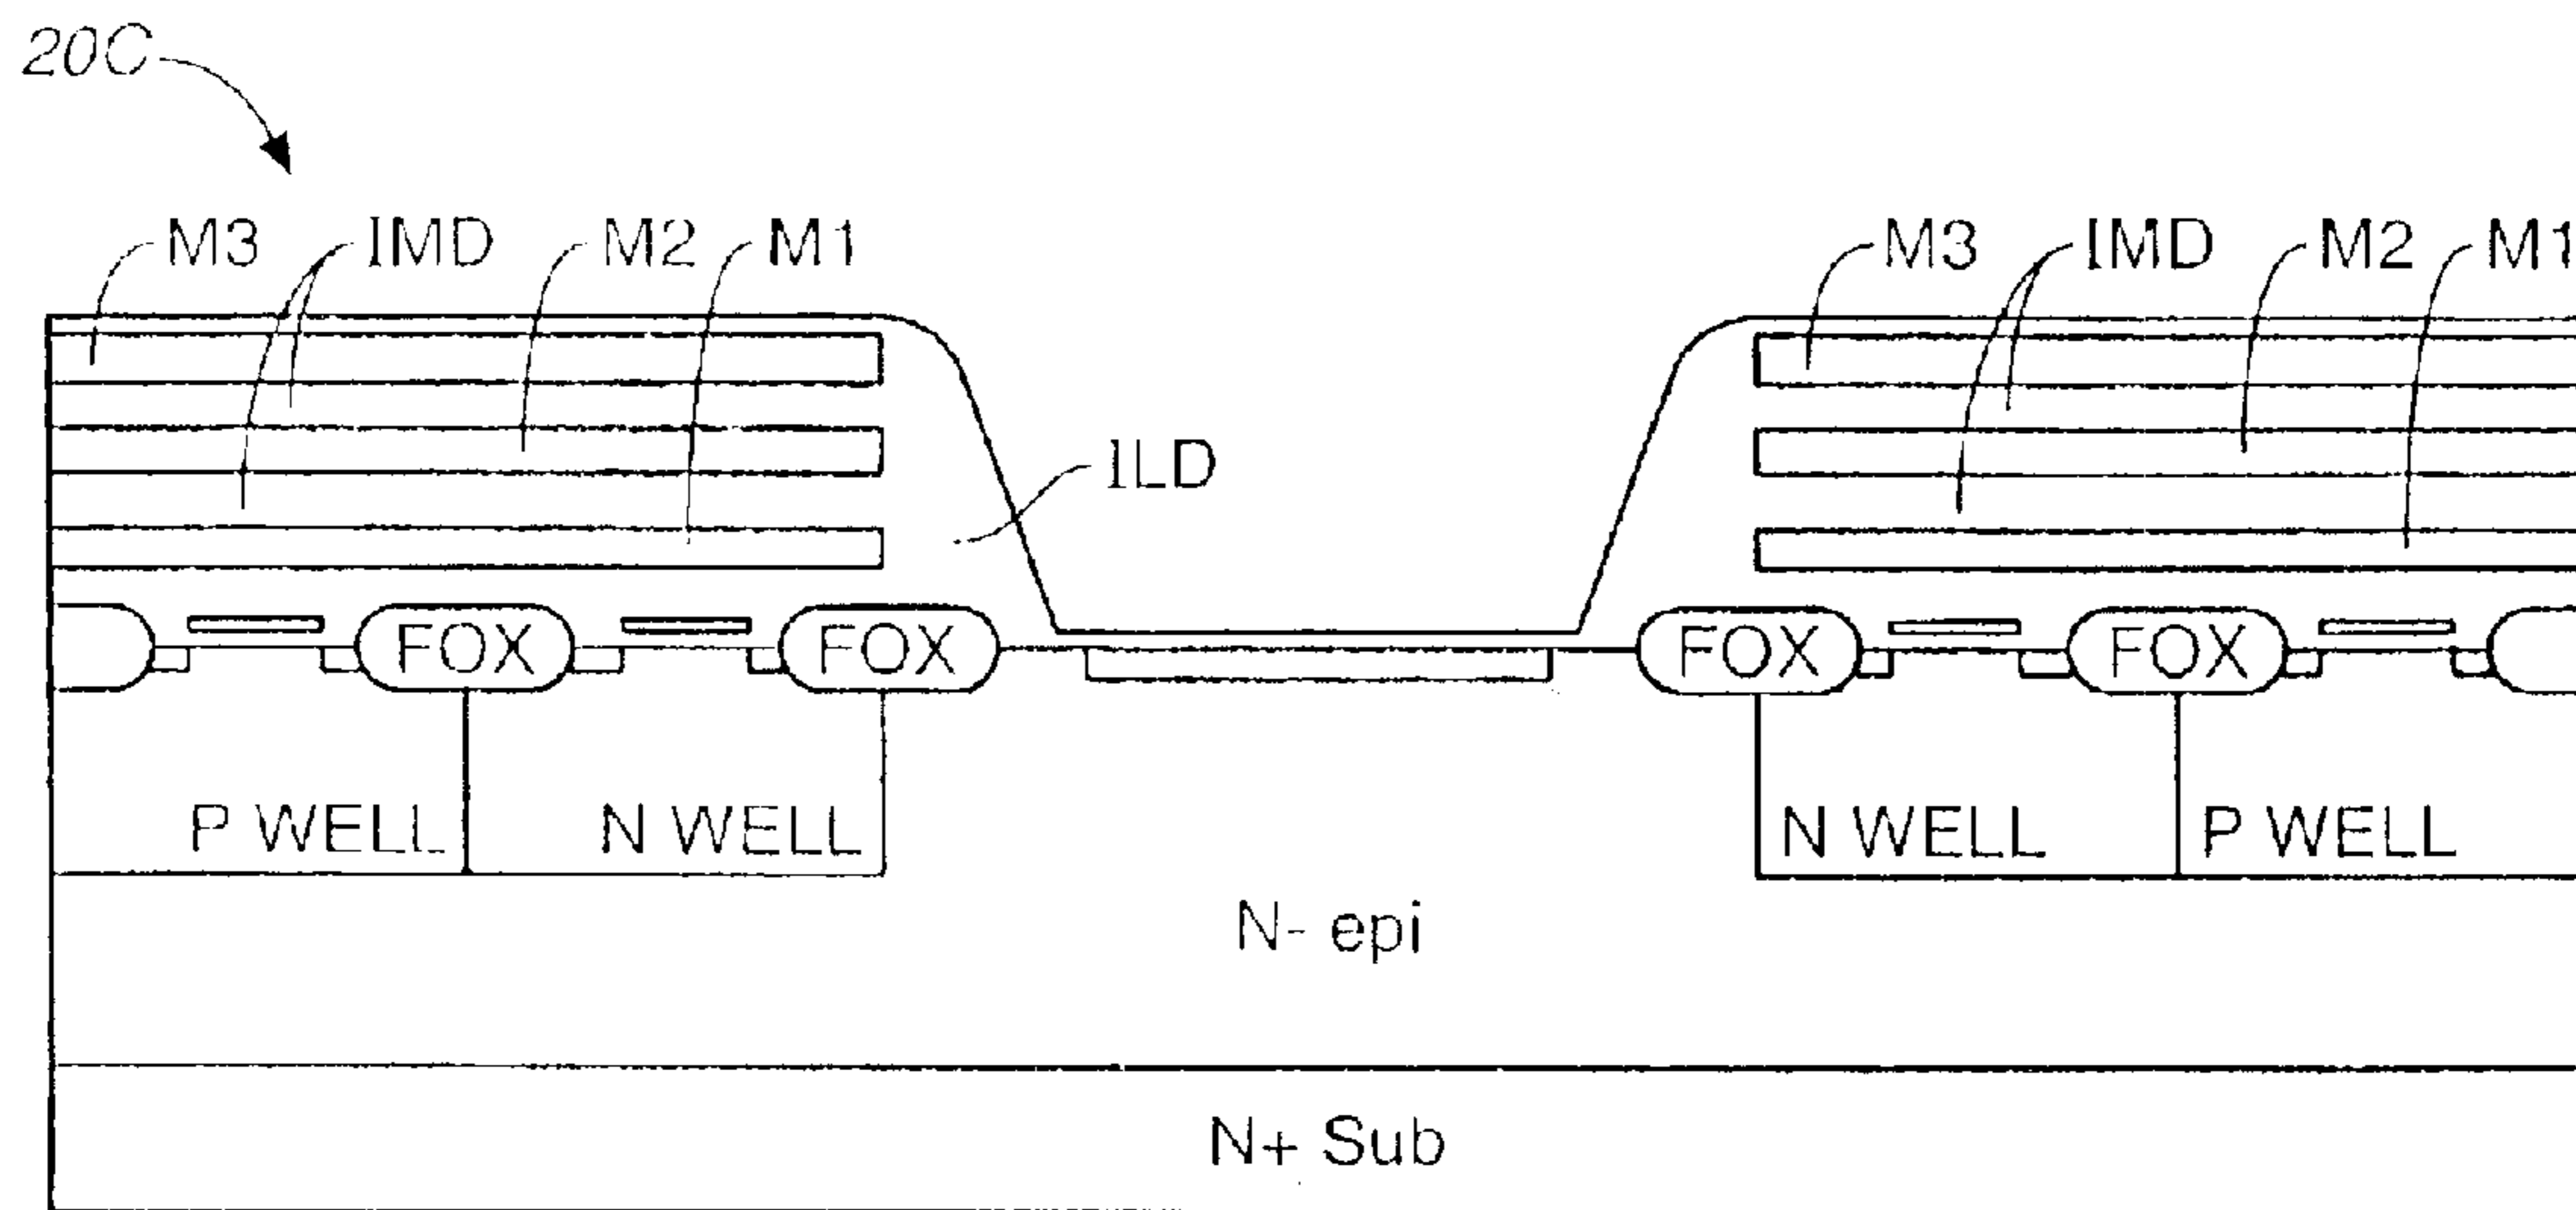 20C
M3 IMD M2 M1 M3 IMD M2 M1
ILD
FOX FOX FOX FOX
P WELL N WELL N WELL P WELL
N- epi
N+ Sub